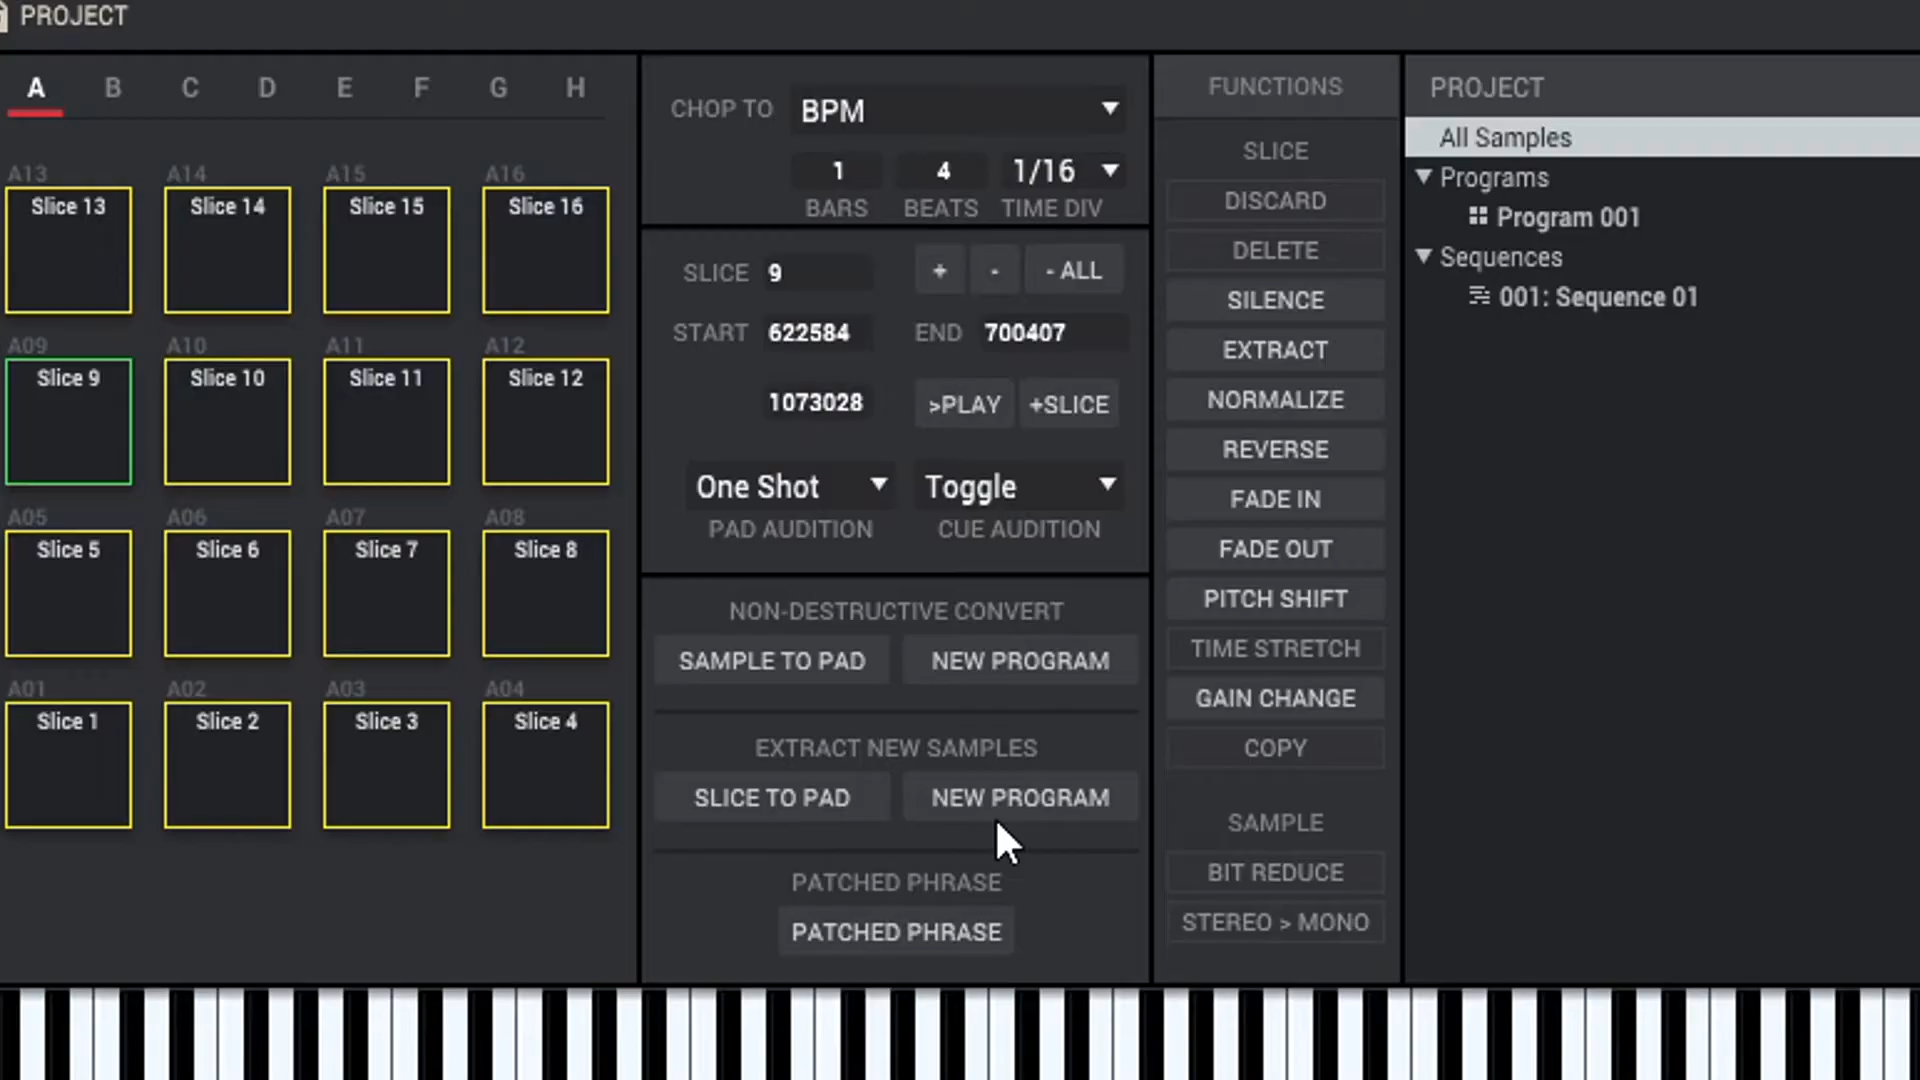 PROJECT
A B C D E F G H
A13 A14 A15 A16
Slice 13 Slice 14 Slice 15 Slice 16
A09 A10 A11 A12
Slice 9 Slice 10 Slice 11 Slice 12
A05 A06 A07 A08
Slice 5 Slice 6 Slice 7 Slice 8
A01 A02 A03 A04
Slice 1 Slice 2 Slice 3 Slice 4
CHOP TO BPM
1 4 1/16
BARS BEATS TIME DIV
SLICE 9 + - - ALL
START 622584 END 700407
1073028 >PLAY +SLICE
One Shot Toggle
PAD AUDITION CUE AUDITION
NON-DESTRUCTIVE CONVERT
SAMPLE TO PAD NEW PROGRAM
EXTRACT NEW SAMPLES
SLICE TO PAD NEW PROGRAM
PATCHED PHRASE
PATCHED PHRASE
FUNCTIONS
SLICE
DISCARD
DELETE
SILENCE
EXTRACT
NORMALIZE
REVERSE
FADE IN
FADE OUT
PITCH SHIFT
TIME STRETCH
GAIN CHANGE
COPY
SAMPLE
BIT REDUCE
STEREO > MONO
PROJECT
All Samples
Programs
Program 001
Sequences
001: Sequence 01